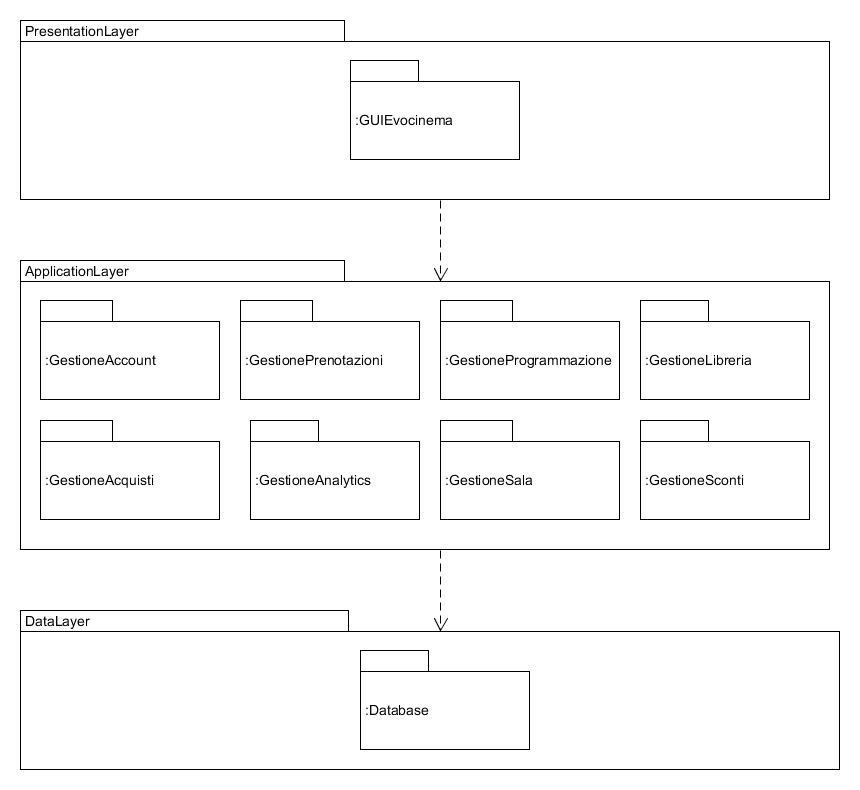 PresentationLayer
:GUIEvocinema
ApplicationLayer
:GestioneAccount
:GestionePrenotazioni
:GestioneProgrammazione
:GestioneLibreria
:GestioneAcquisti
:GestioneAnalytics
:GestioneSala
:GestioneSconti
DataLayer
:Database